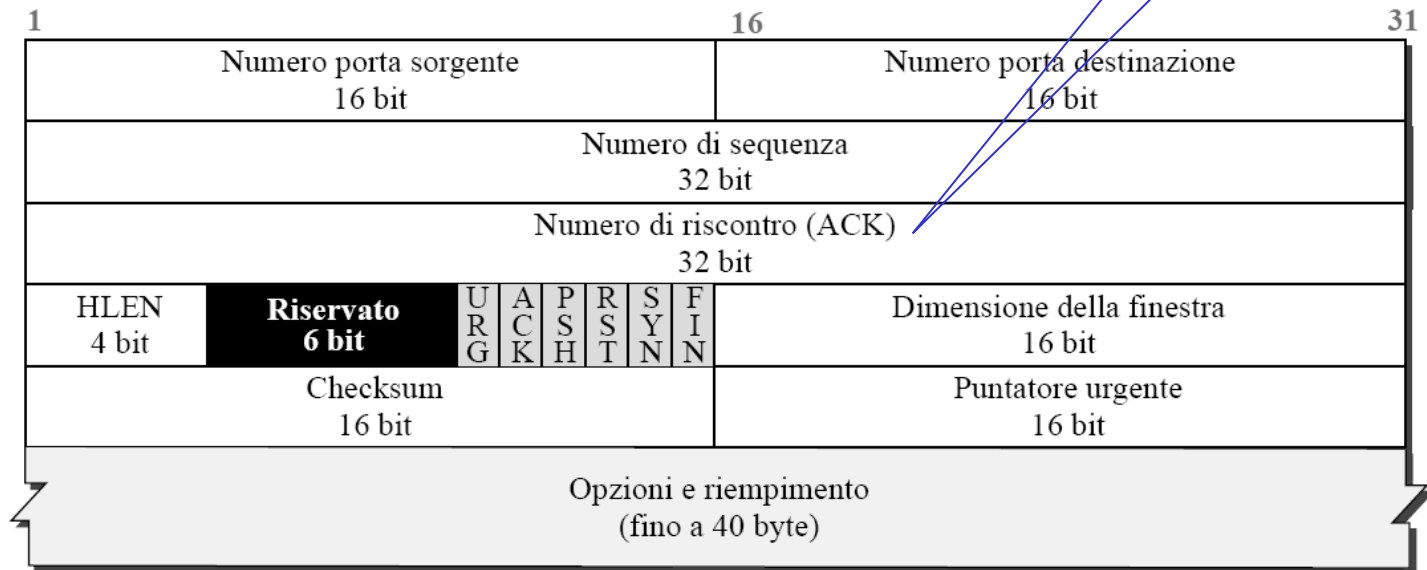 1 16 31
Numero porta sorgente
16 bit
Numero porta destinazione
16 bit
Numero di sequenza
32 bit
Numero di riscontro (ACK)
32 bit
HLEN
4 bit
Riservato
6 bit
URG
ACK
PSH
RST
SYN
FIN
Dimensione della finestra
16 bit
Checksum
16 bit
Puntatore urgente
16 bit
Opzioni e riempimento
(fino a 40 byte)